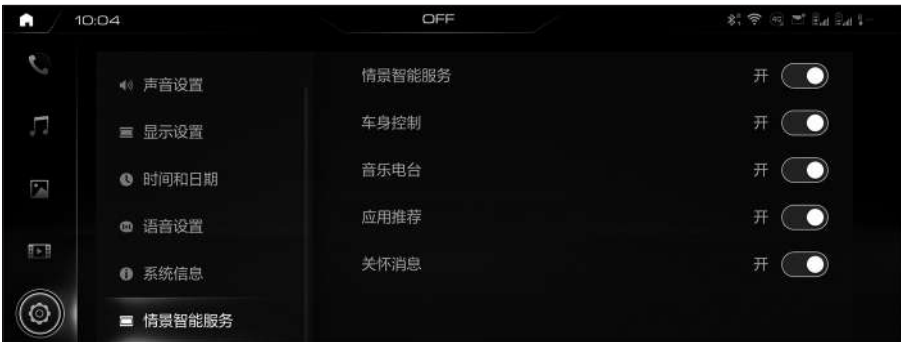 10:04
OFF
4G
声音设置
显示设置
时间和日期
语音设置
系统信息
情景智能服务
情景智能服务 开
车身控制 开
音乐电台 开
应用推荐 开
关怀消息 开